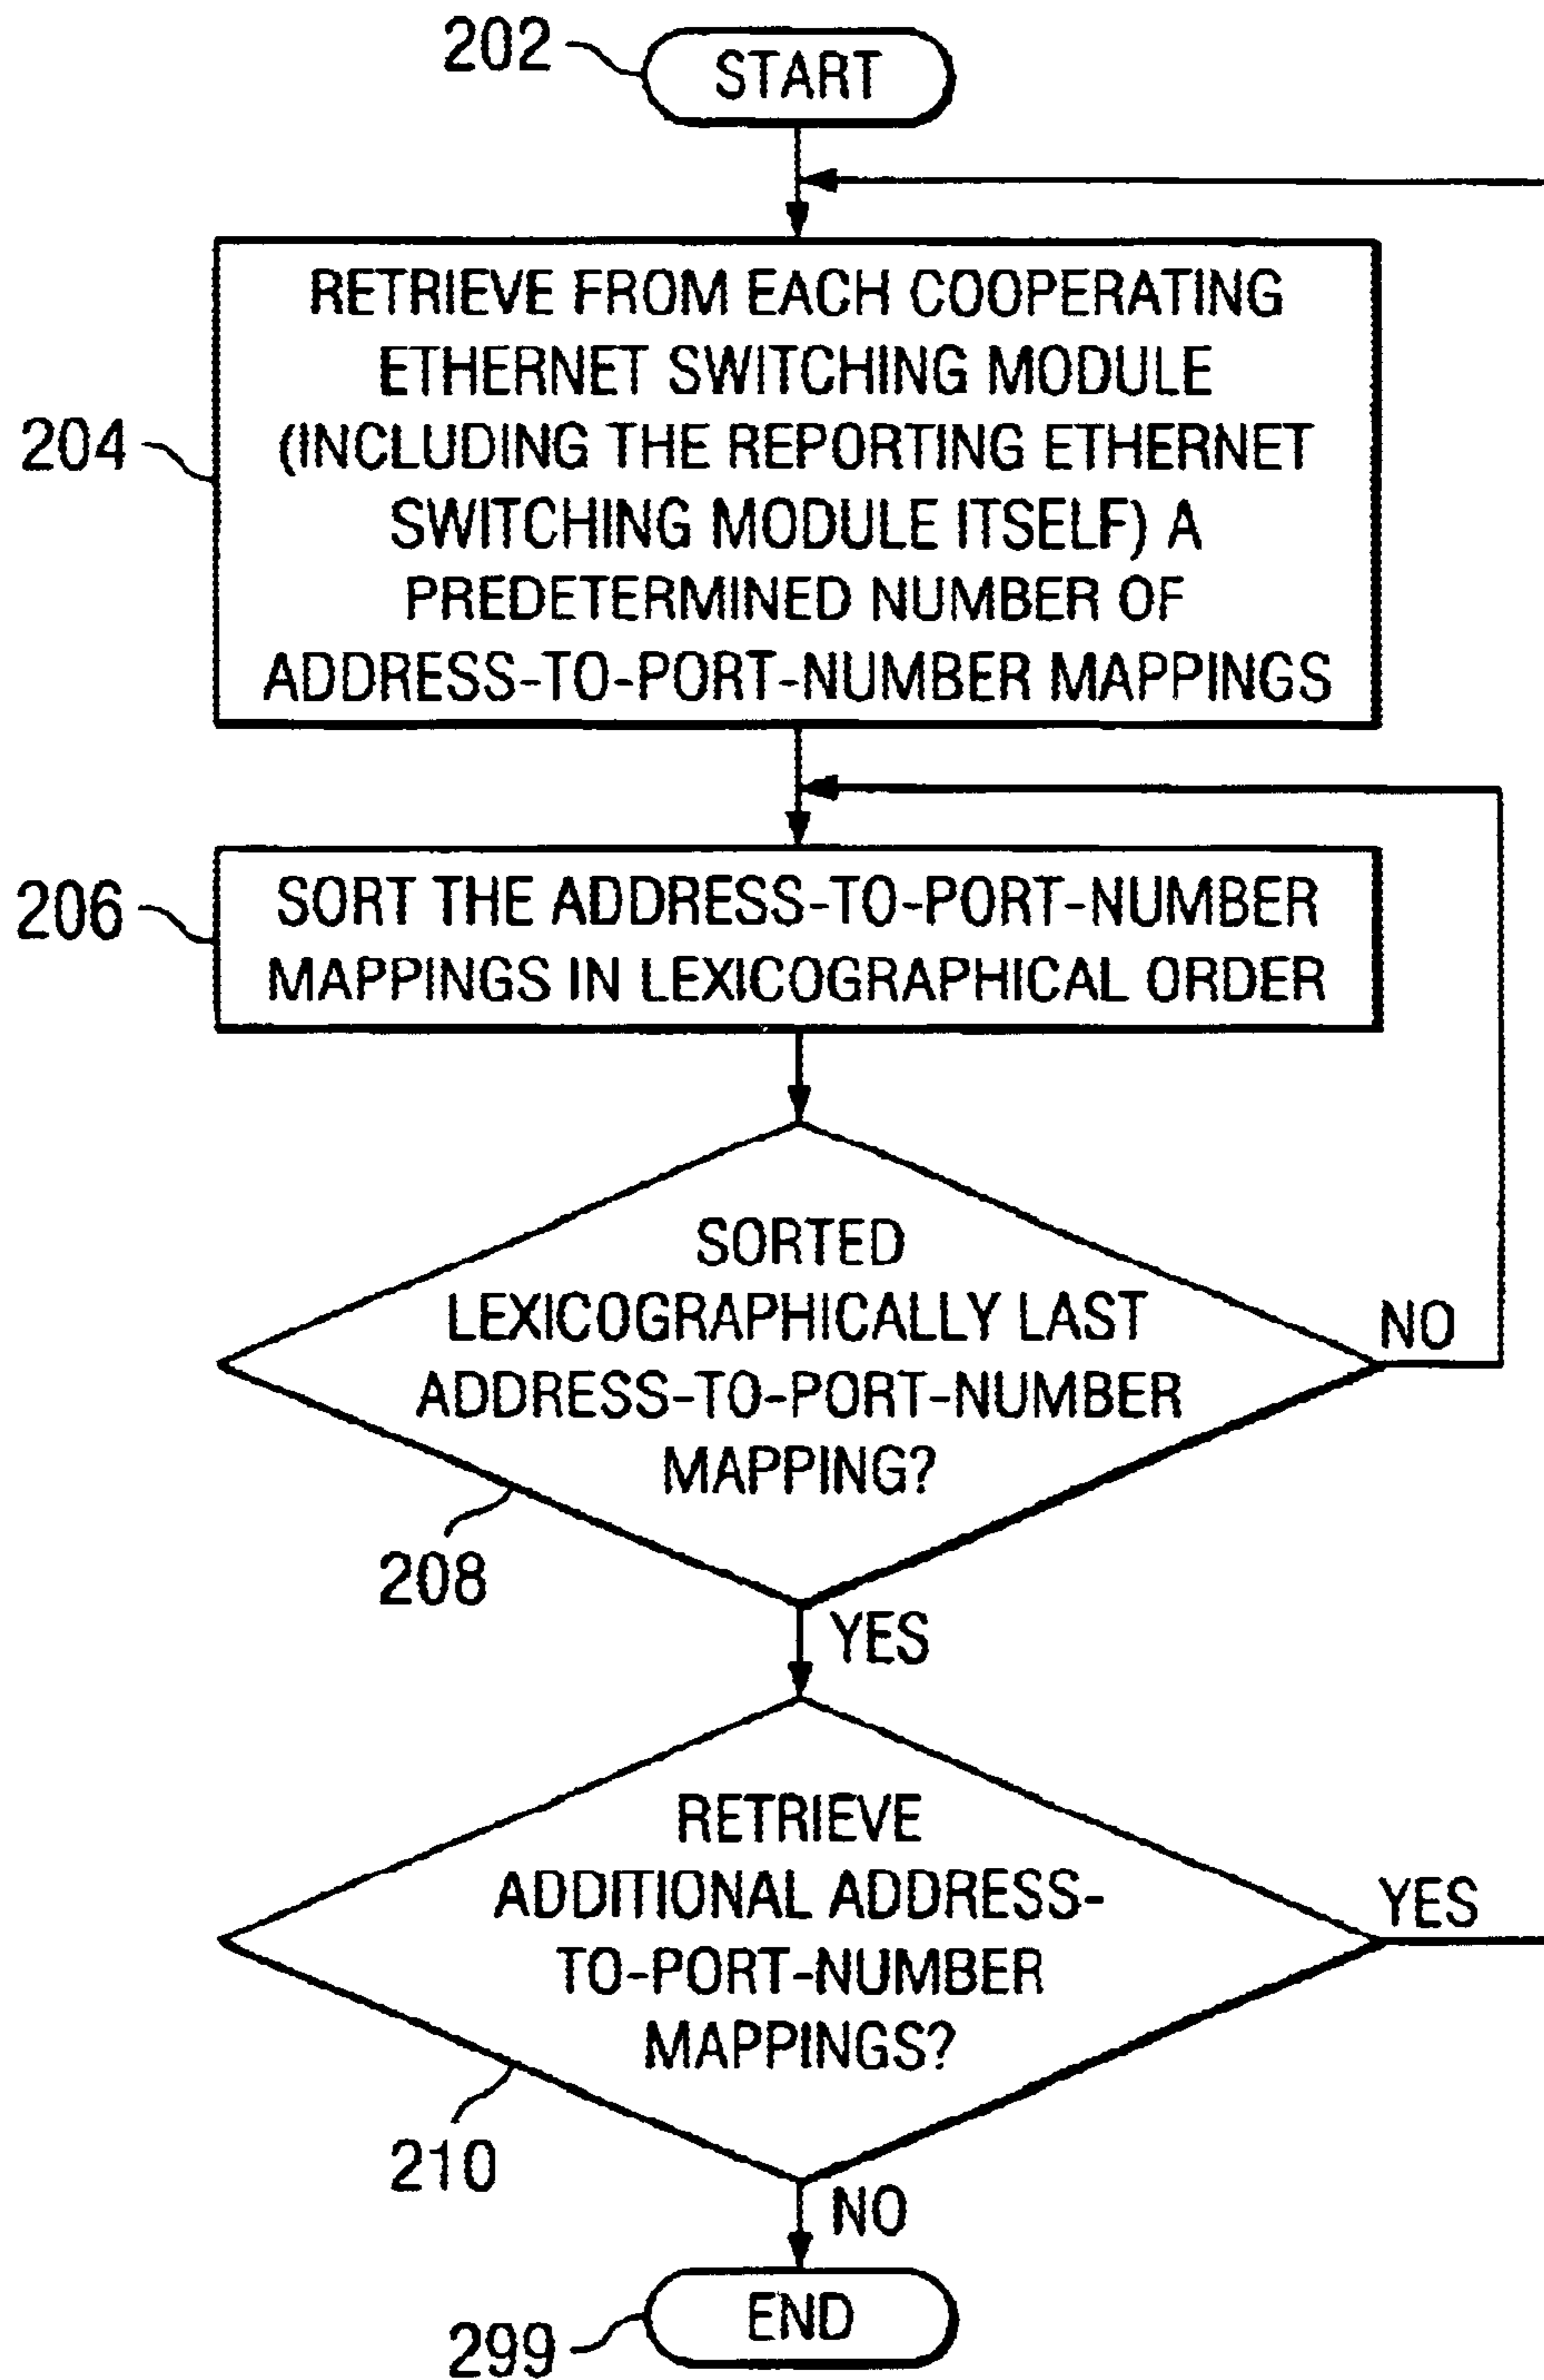 202
START
204
RETRIEVE FROM EACH COOPERATING
ETHERNET SWITCHING MODULE
(INCLUDING THE REPORTING ETHERNET
SWITCHING MODULE ITSELF) A
PREDETERMINED NUMBER OF
ADDRESS-TO-PORT-NUMBER MAPPINGS
206
SORT THE ADDRESS-TO-PORT-NUMBER
MAPPINGS IN LEXICOGRAPHICAL ORDER
SORTED
LEXICOGRAPHICALLY LAST
ADDRESS-TO-PORT-NUMBER
MAPPING?
NO
208
YES
RETRIEVE
ADDITIONAL ADDRESS-
TO-PORT-NUMBER
MAPPINGS?
YES
210
NO
END
299